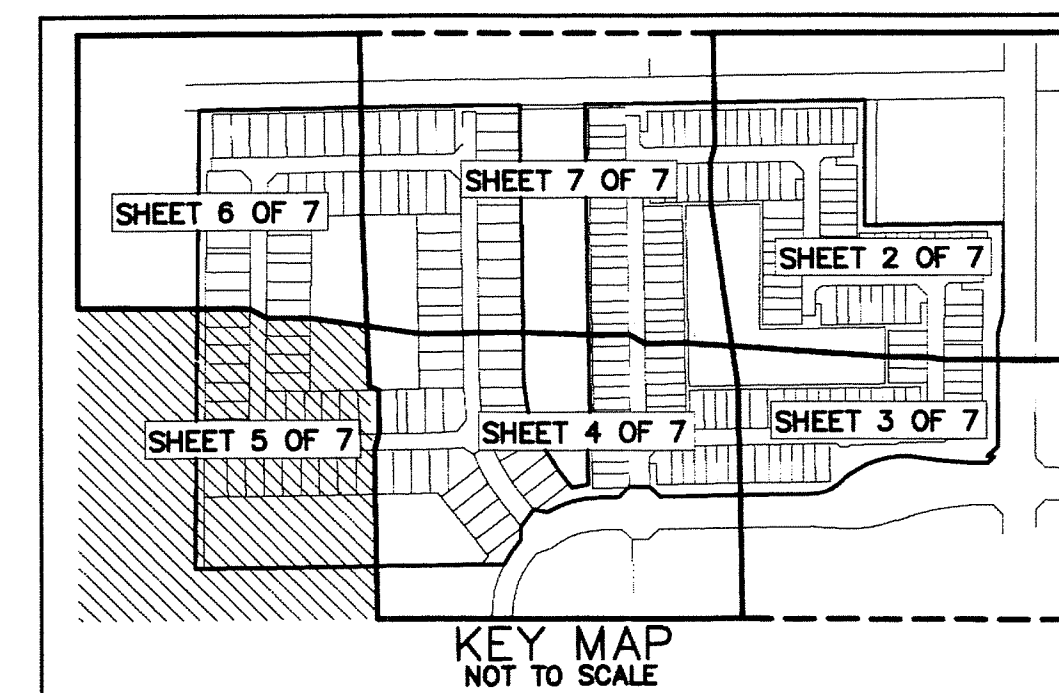 SHEET 7 OF 7
SHEET 6 OF 7
SHEET 2 OF 7
SHEET 5 OF 7
SHEET 4 OF 7
SHEET 3 OF 7
KEY MAP
NOT TO SCALE